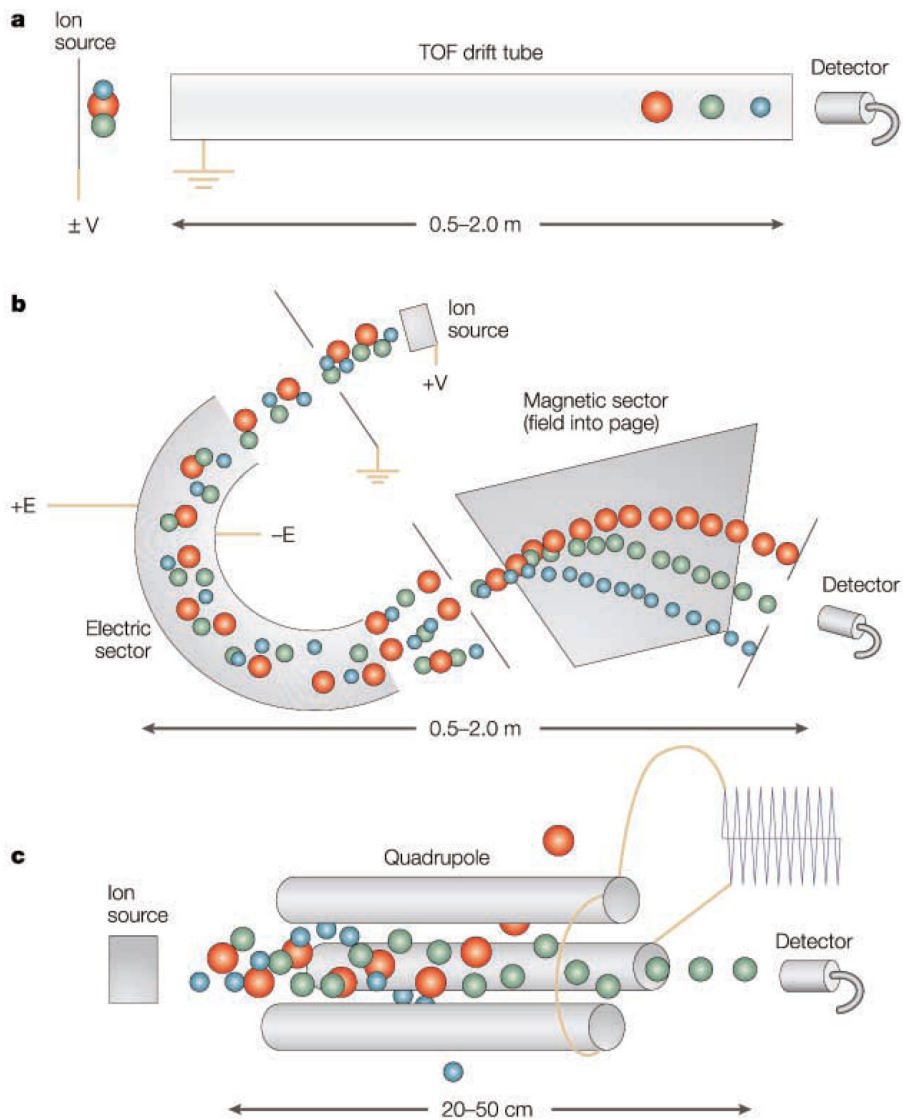 a
Ion
source
TOF drift tube
Detector
± V
0.5–2.0 m
b
Ion
source
+V
Magnetic sector
(field into page)
+E
–E
Electric
sector
Detector
0.5–2.0 m
c
Quadrupole
Ion
source
Detector
20–50 cm